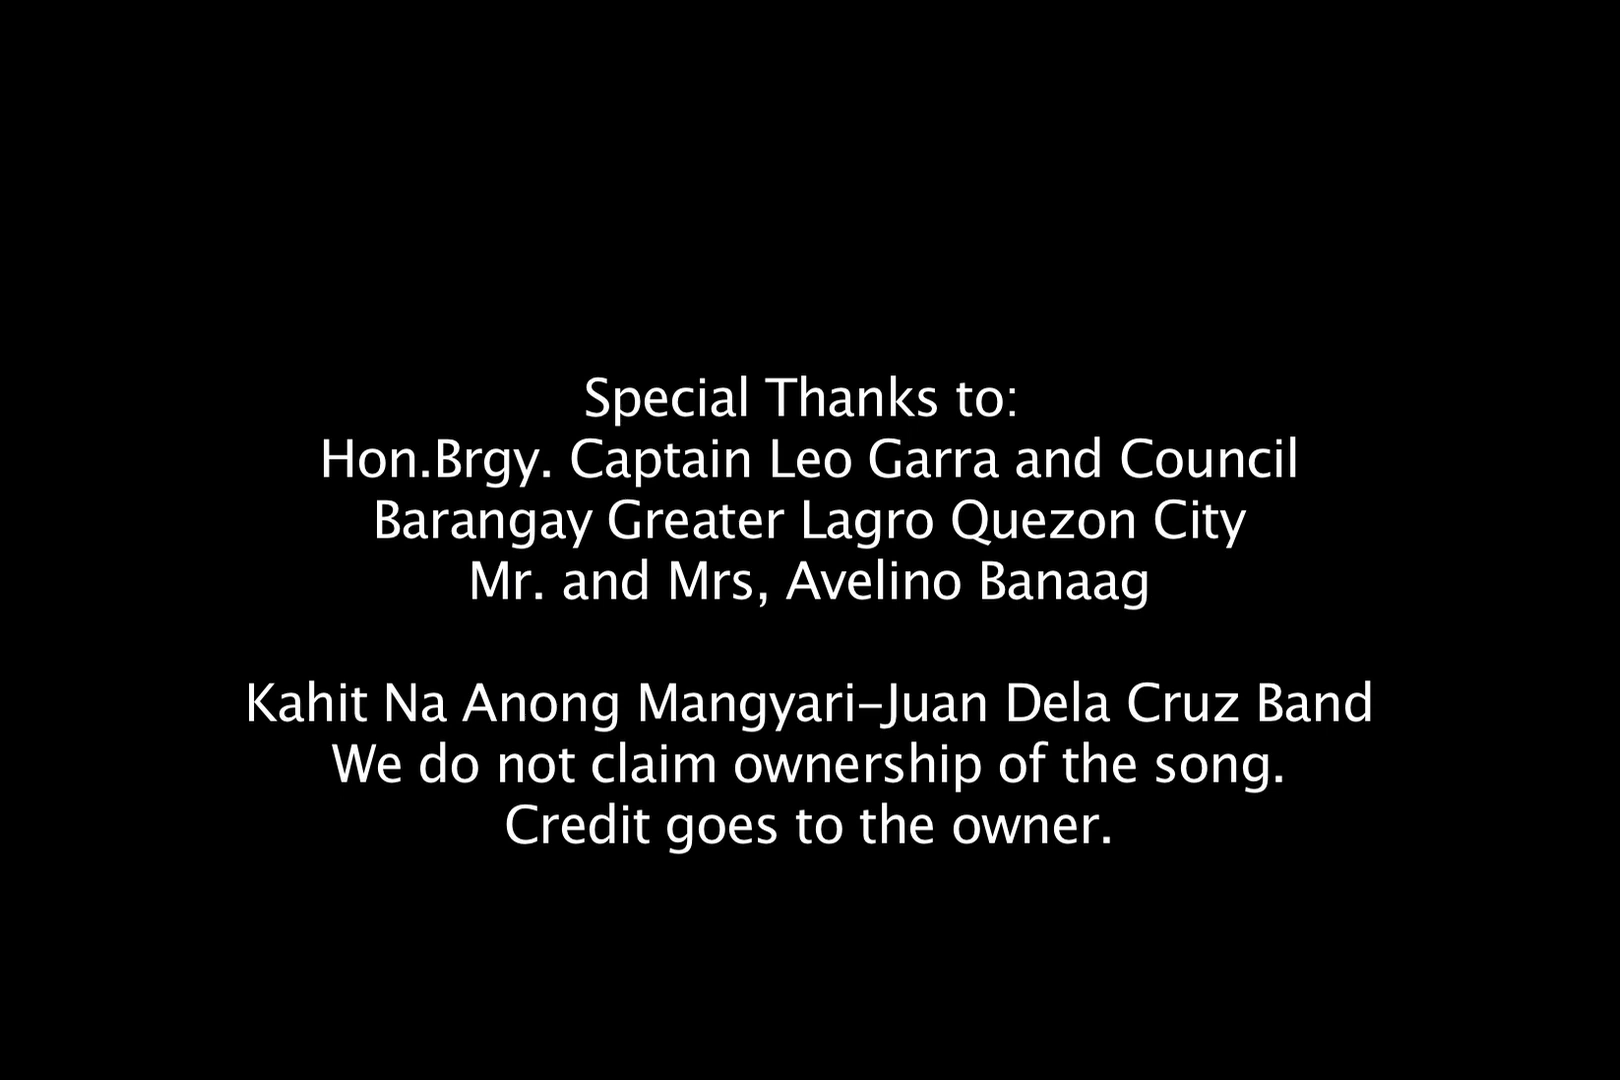 Special Thanks to:
Hon.Brgy. Captain Leo Garra and Council
Barangay Greater Lagro Quezon City
Mr. and Mrs, Avelino Banaag
Kahit Na Anong Mangyari-Juan Dela Cruz Band
We do not claim ownership of the song.
Credit goes to the owner.